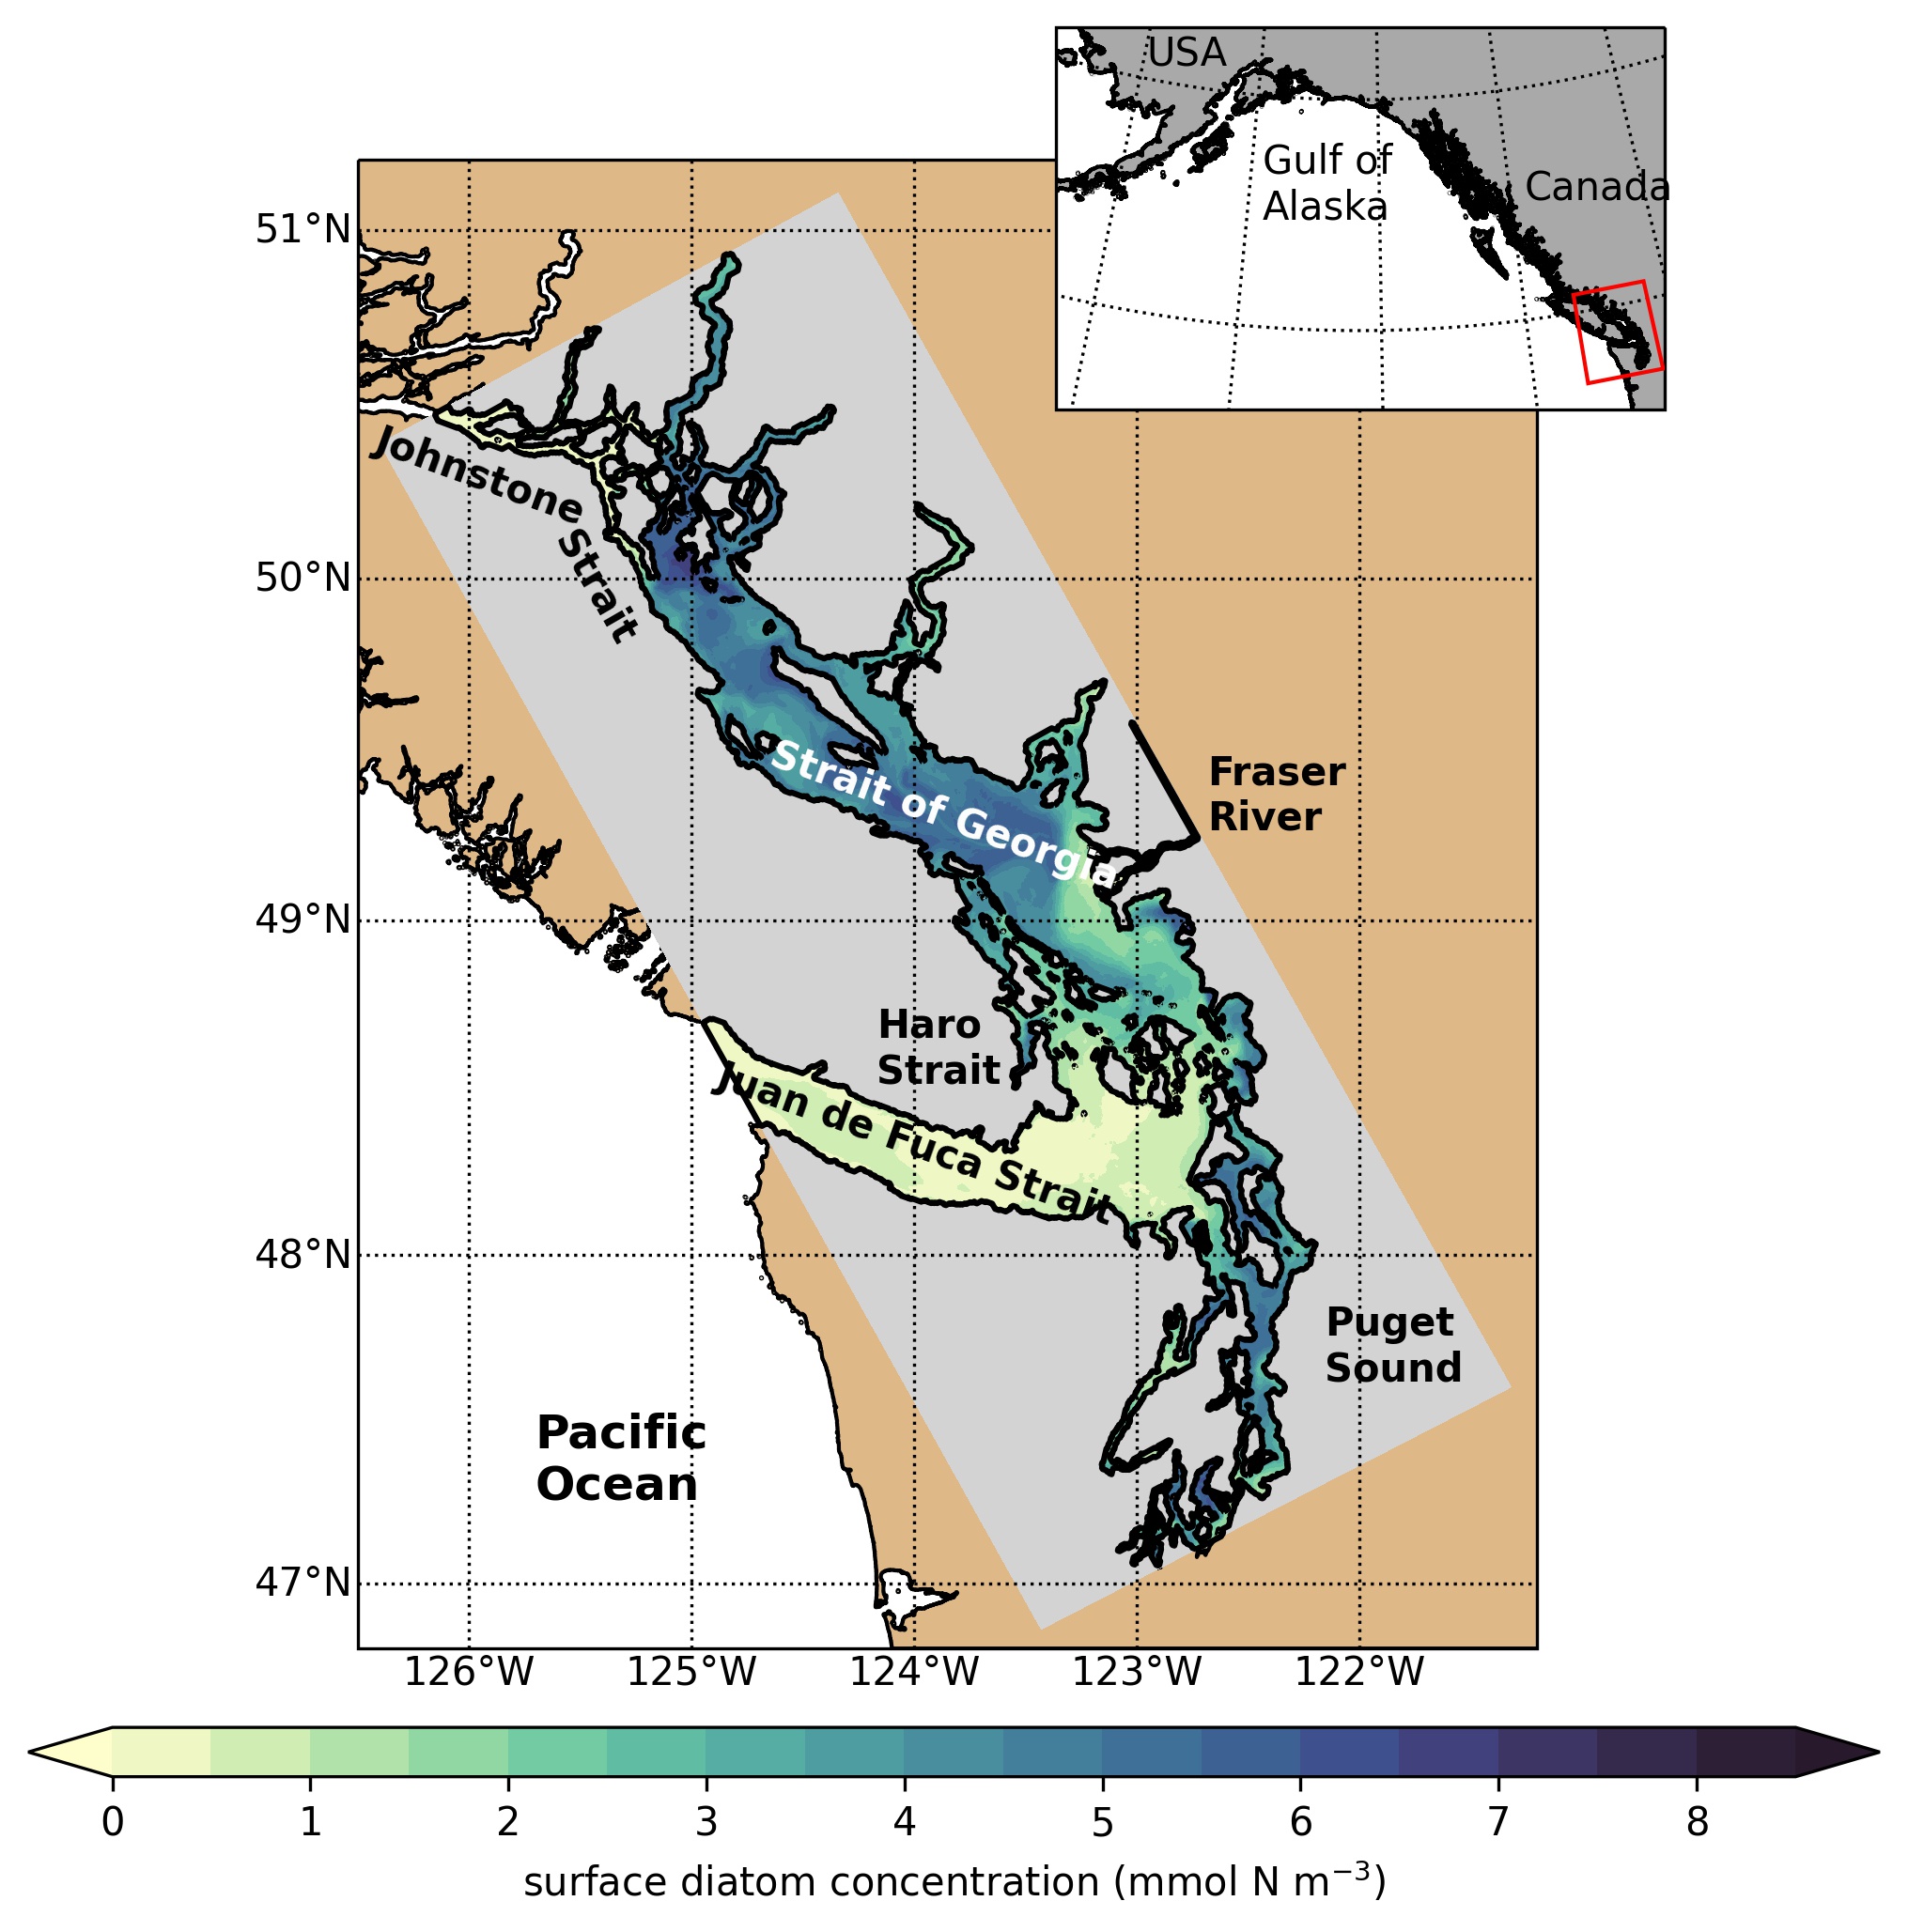 USA
Gulf of
Alaska
Canada
51°N
Johnstone
Strait
50°N
Strait of Georgia
Fraser
River
49°N
Haro
Strait
Juan de Fuca Strait
48°N
Puget
Sound
Pacific
Ocean
47°N
126°W 125°W 124°W 123°W 122°W
0 1 2 3 4 5 6 7 8
surface diatom concentration (mmol N m⁻³)